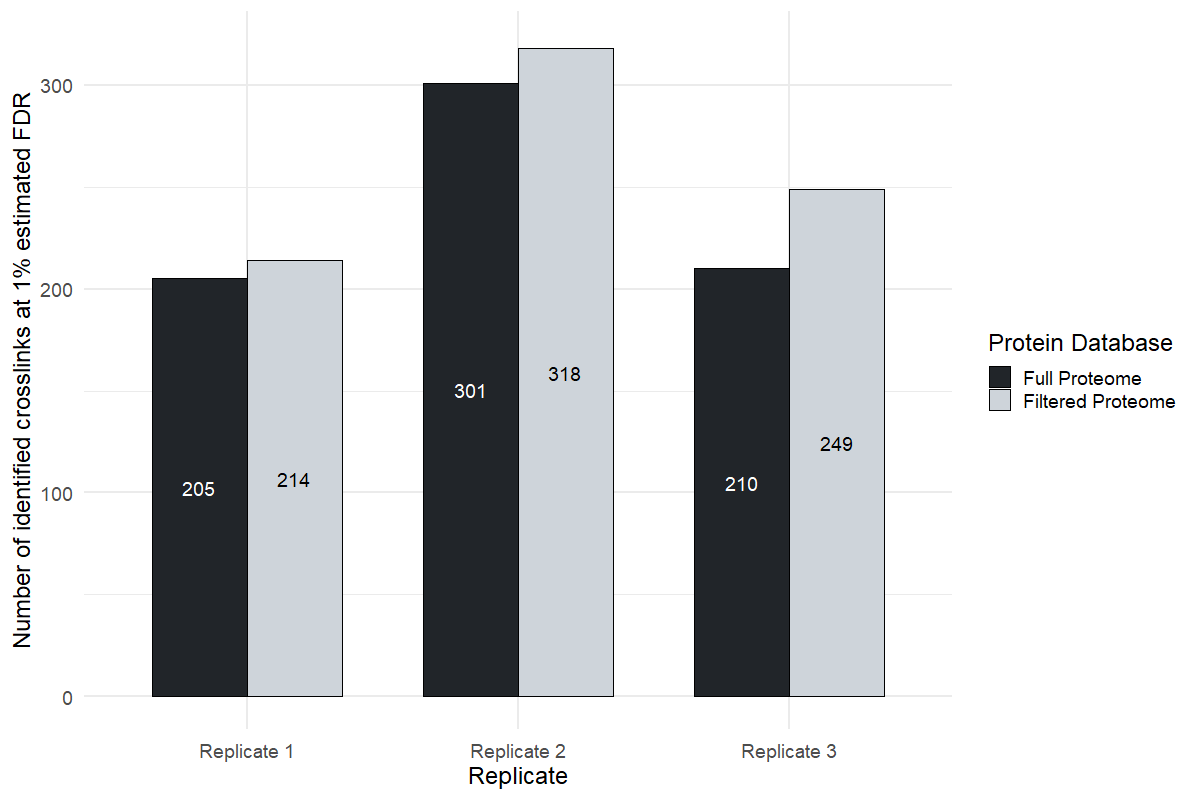 Number of identified crosslinks at 1% estimated FDR
300
200
100
0
205
214
301
318
210
249
Replicate 1
Replicate 2
Replicate 3
Replicate
Protein Database
Full Proteome
Filtered Proteome